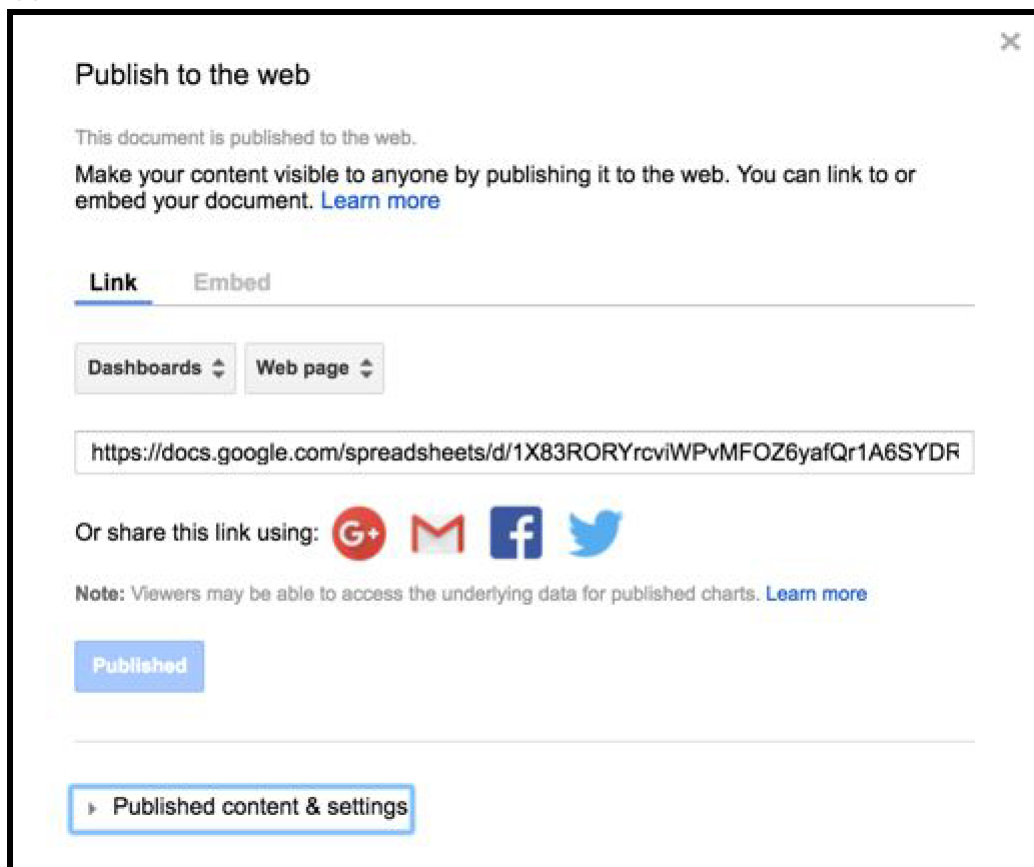 Publish to the web
This document is published to the web.
Make your content visible to anyone by publishing it to the web. You can link to or
embed your document. Learn more
Link Embed
Dashboards Web page
https://docs.google.com/spreadsheets/d/1X83RORYrcviWPvMFOZ6yafQr1A6SYDR
Or share this link using: G+
Note: Viewers may be able to access the underlying data for published charts. Learn more
Published
Published content & settings